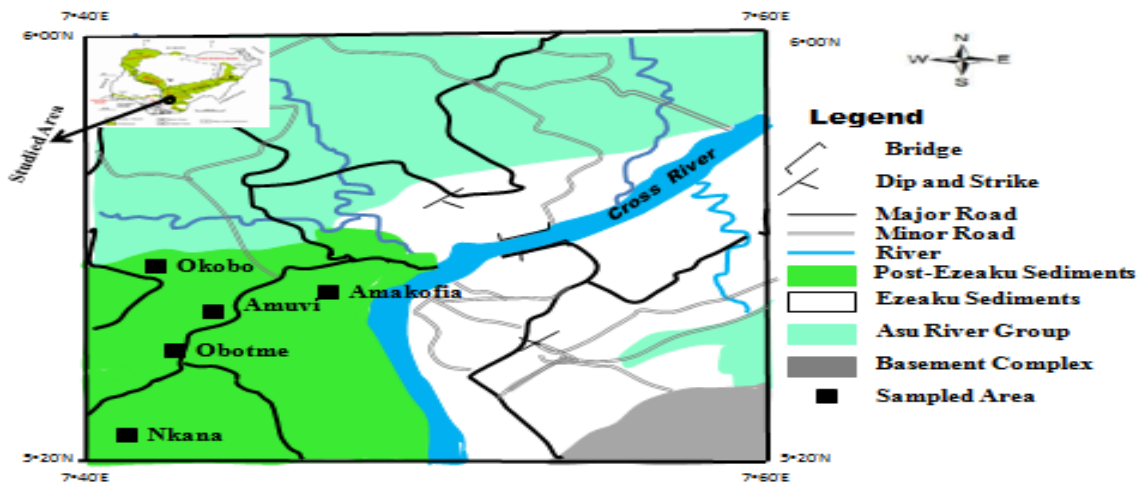 7•40'E
7•60'E
6•00'N
6•00'N
N
W
E
S
Studied Area
Legend
Bridge
Dip and Strike
Major Road
Minor Road
River
Post-Ezeaku Sediments
Ezeaku Sediments
Asu River Group
Basement Complex
Sampled Area
Cross River
Okobo
Amuvi
Amakofia
Obotme
Nkana
5•20'N
5•20'N
7•40'E
7•60'E